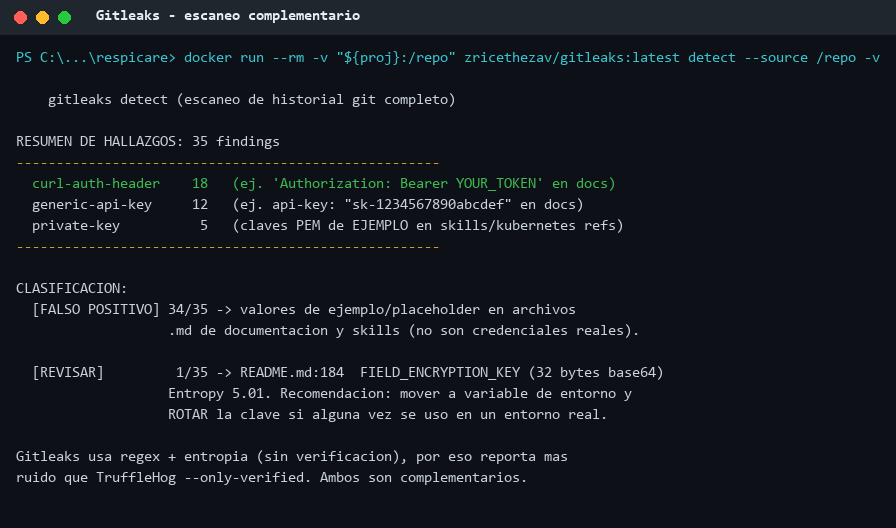 Gitleaks - escaneo complementario
PS C:\...\respicare> docker run --rm -v "${proj}:/repo" zricethezav/gitleaks:latest detect --source /repo -v
gitleaks detect (escaneo de historial git completo)
RESUMEN DE HALLAZGOS: 35 findings
-----------------------------------------------------
curl-auth-header    18   (ej. 'Authorization: Bearer YOUR_TOKEN' en docs)
generic-api-key     12   (ej. api-key: "sk-1234567890abcdef" en docs)
private-key          5   (claves PEM de EJEMPLO en skills/kubernetes refs)
-----------------------------------------------------
CLASIFICACION:
[FALSO POSITIVO] 34/35 -> valores de ejemplo/placeholder en archivos
.md de documentacion y skills (no son credenciales reales).
[REVISAR]         1/35 -> README.md:184  FIELD_ENCRYPTION_KEY (32 bytes base64)
Entropy 5.01. Recomendacion: mover a variable de entorno y
ROTAR la clave si alguna vez se uso en un entorno real.
Gitleaks usa regex + entropia (sin verificacion), por eso reporta mas
ruido que TruffleHog --only-verified. Ambos son complementarios.